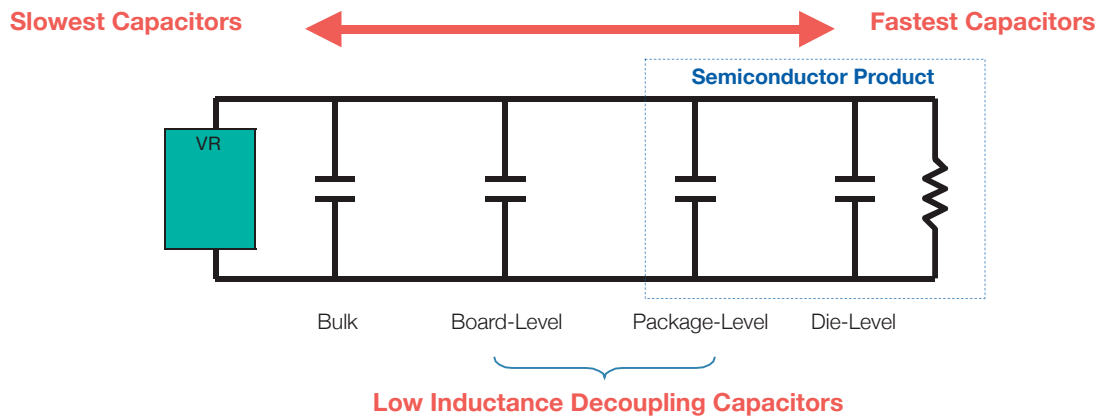 Slowest Capacitors
Fastest Capacitors
Semiconductor Product
VR
Bulk
Board-Level
Package-Level
Die-Level
Low Inductance Decoupling Capacitors